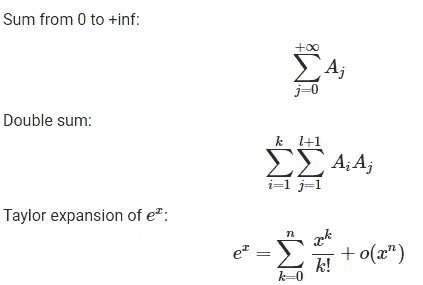 Sum from 0 to +inf:
$$\sum_{j=0}^{+\infty} A_j$$
Double sum:
$$\sum_{i=1}^{k} \sum_{j=1}^{l+1} A_i A_j$$
Taylor expansion of $e^x$:
$$e^x = \sum_{k=0}^{n} \frac{x^k}{k!} + o(x^n)$$